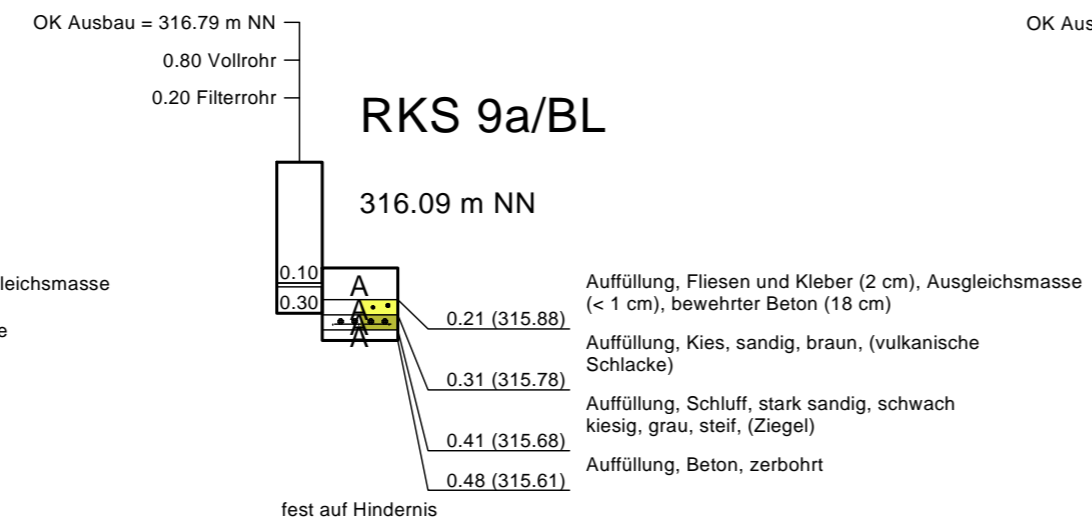 OK Ausbau = 316.79 m NN
OK Aus
0.80 Vollrohr
0.20 Filterrohr
RKS 9a/BL
316.09 m NN
leichsmasse
e
0.10
0.30
A
A
A
A
Auffüllung, Fliesen und Kleber (2 cm), Ausgleichsmasse
(< 1 cm), bewehrter Beton (18 cm)
0.21 (315.88)
Auffüllung, Kies, sandig, braun, (vulkanische
Schlacke)
0.31 (315.78)
Auffüllung, Schluff, stark sandig, schwach
kiesig, grau, steif, (Ziegel)
0.41 (315.68)
Auffüllung, Beton, zerbohrt
0.48 (315.61)
fest auf Hindernis